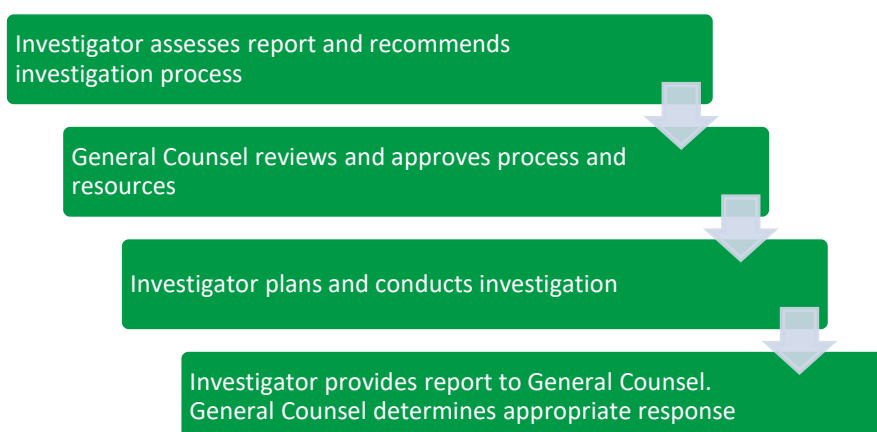 Investigator assesses report and recommends
investigation process
General Counsel reviews and approves process and
resources
Investigator plans and conducts investigation
Investigator provides report to General Counsel.
General Counsel determines appropriate response